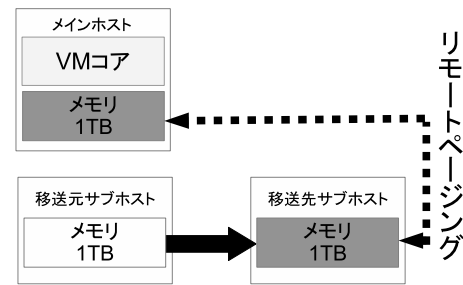 メインホスト
VMコア
メモリ
1TB
リモートページング
移送元サブホスト
移送先サブホスト
メモリ
1TB
メモリ
1TB